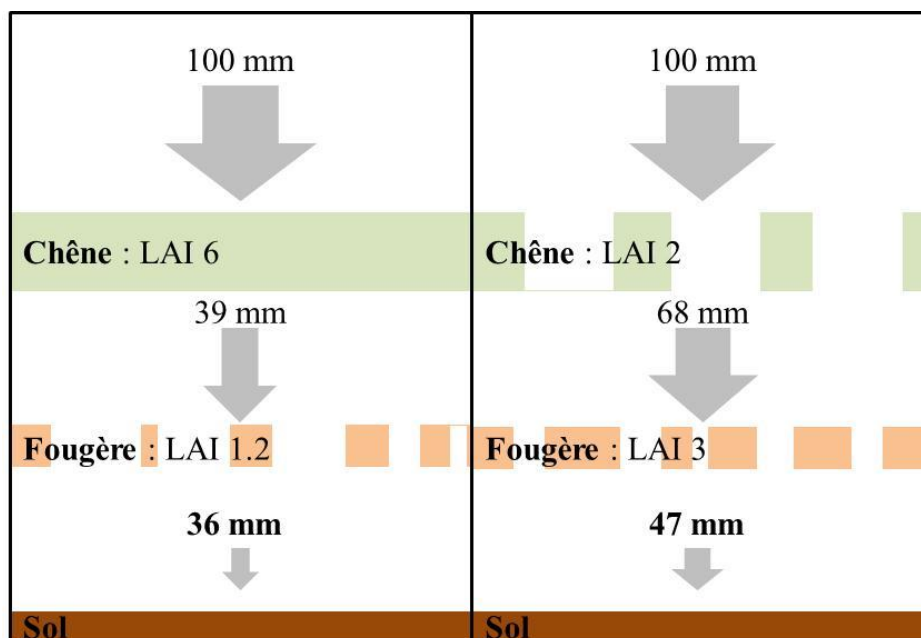 100 mm
Chêne : LAI 6
39 mm
Fougère : LAI 1.2
36 mm
Sol
100 mm
Chêne : LAI 2
68 mm
Fougère : LAI 3
47 mm
Sol